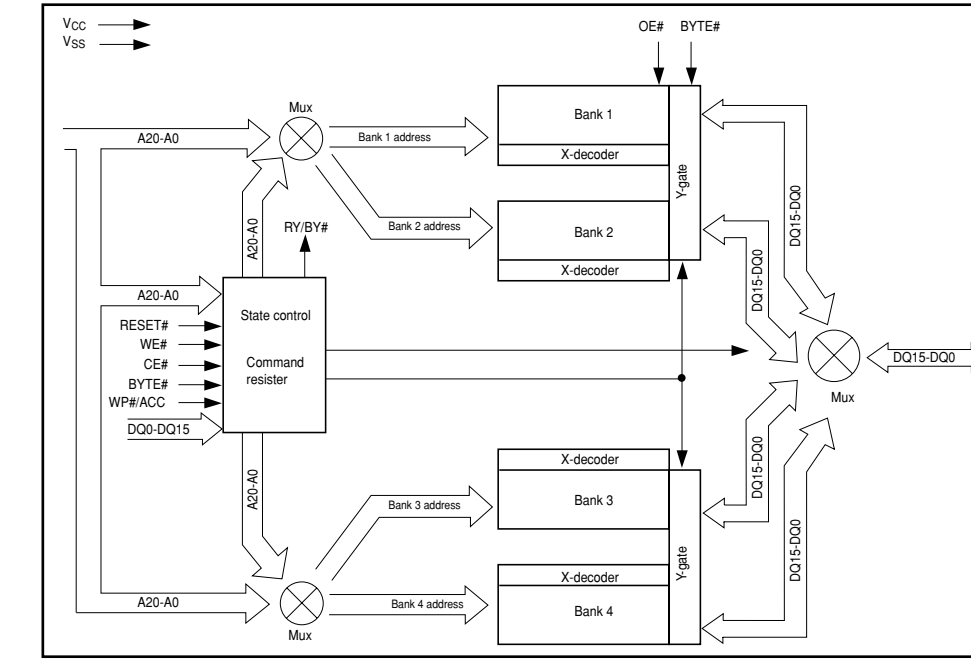 VCC
VSS
OE#
BYTE#
Mux
Bank 1
A20-A0
Bank 1 address
X-decoder
Y-gate
DQ15-DQ0
A20-A0
RY/BY#
Bank 2 address
Bank 2
X-decoder
DQ15-DQ0
A20-A0
RESET#
WE#
CE#
BYTE#
WP#/ACC
DQ0-DQ15
State control
Command
resister
DQ15-DQ0
Mux
A20-A0
X-decoder
Bank 3 address
Bank 3
DQ15-DQ0
Y-gate
DQ15-DQ0
X-decoder
A20-A0
Bank 4 address
Bank 4
Mux